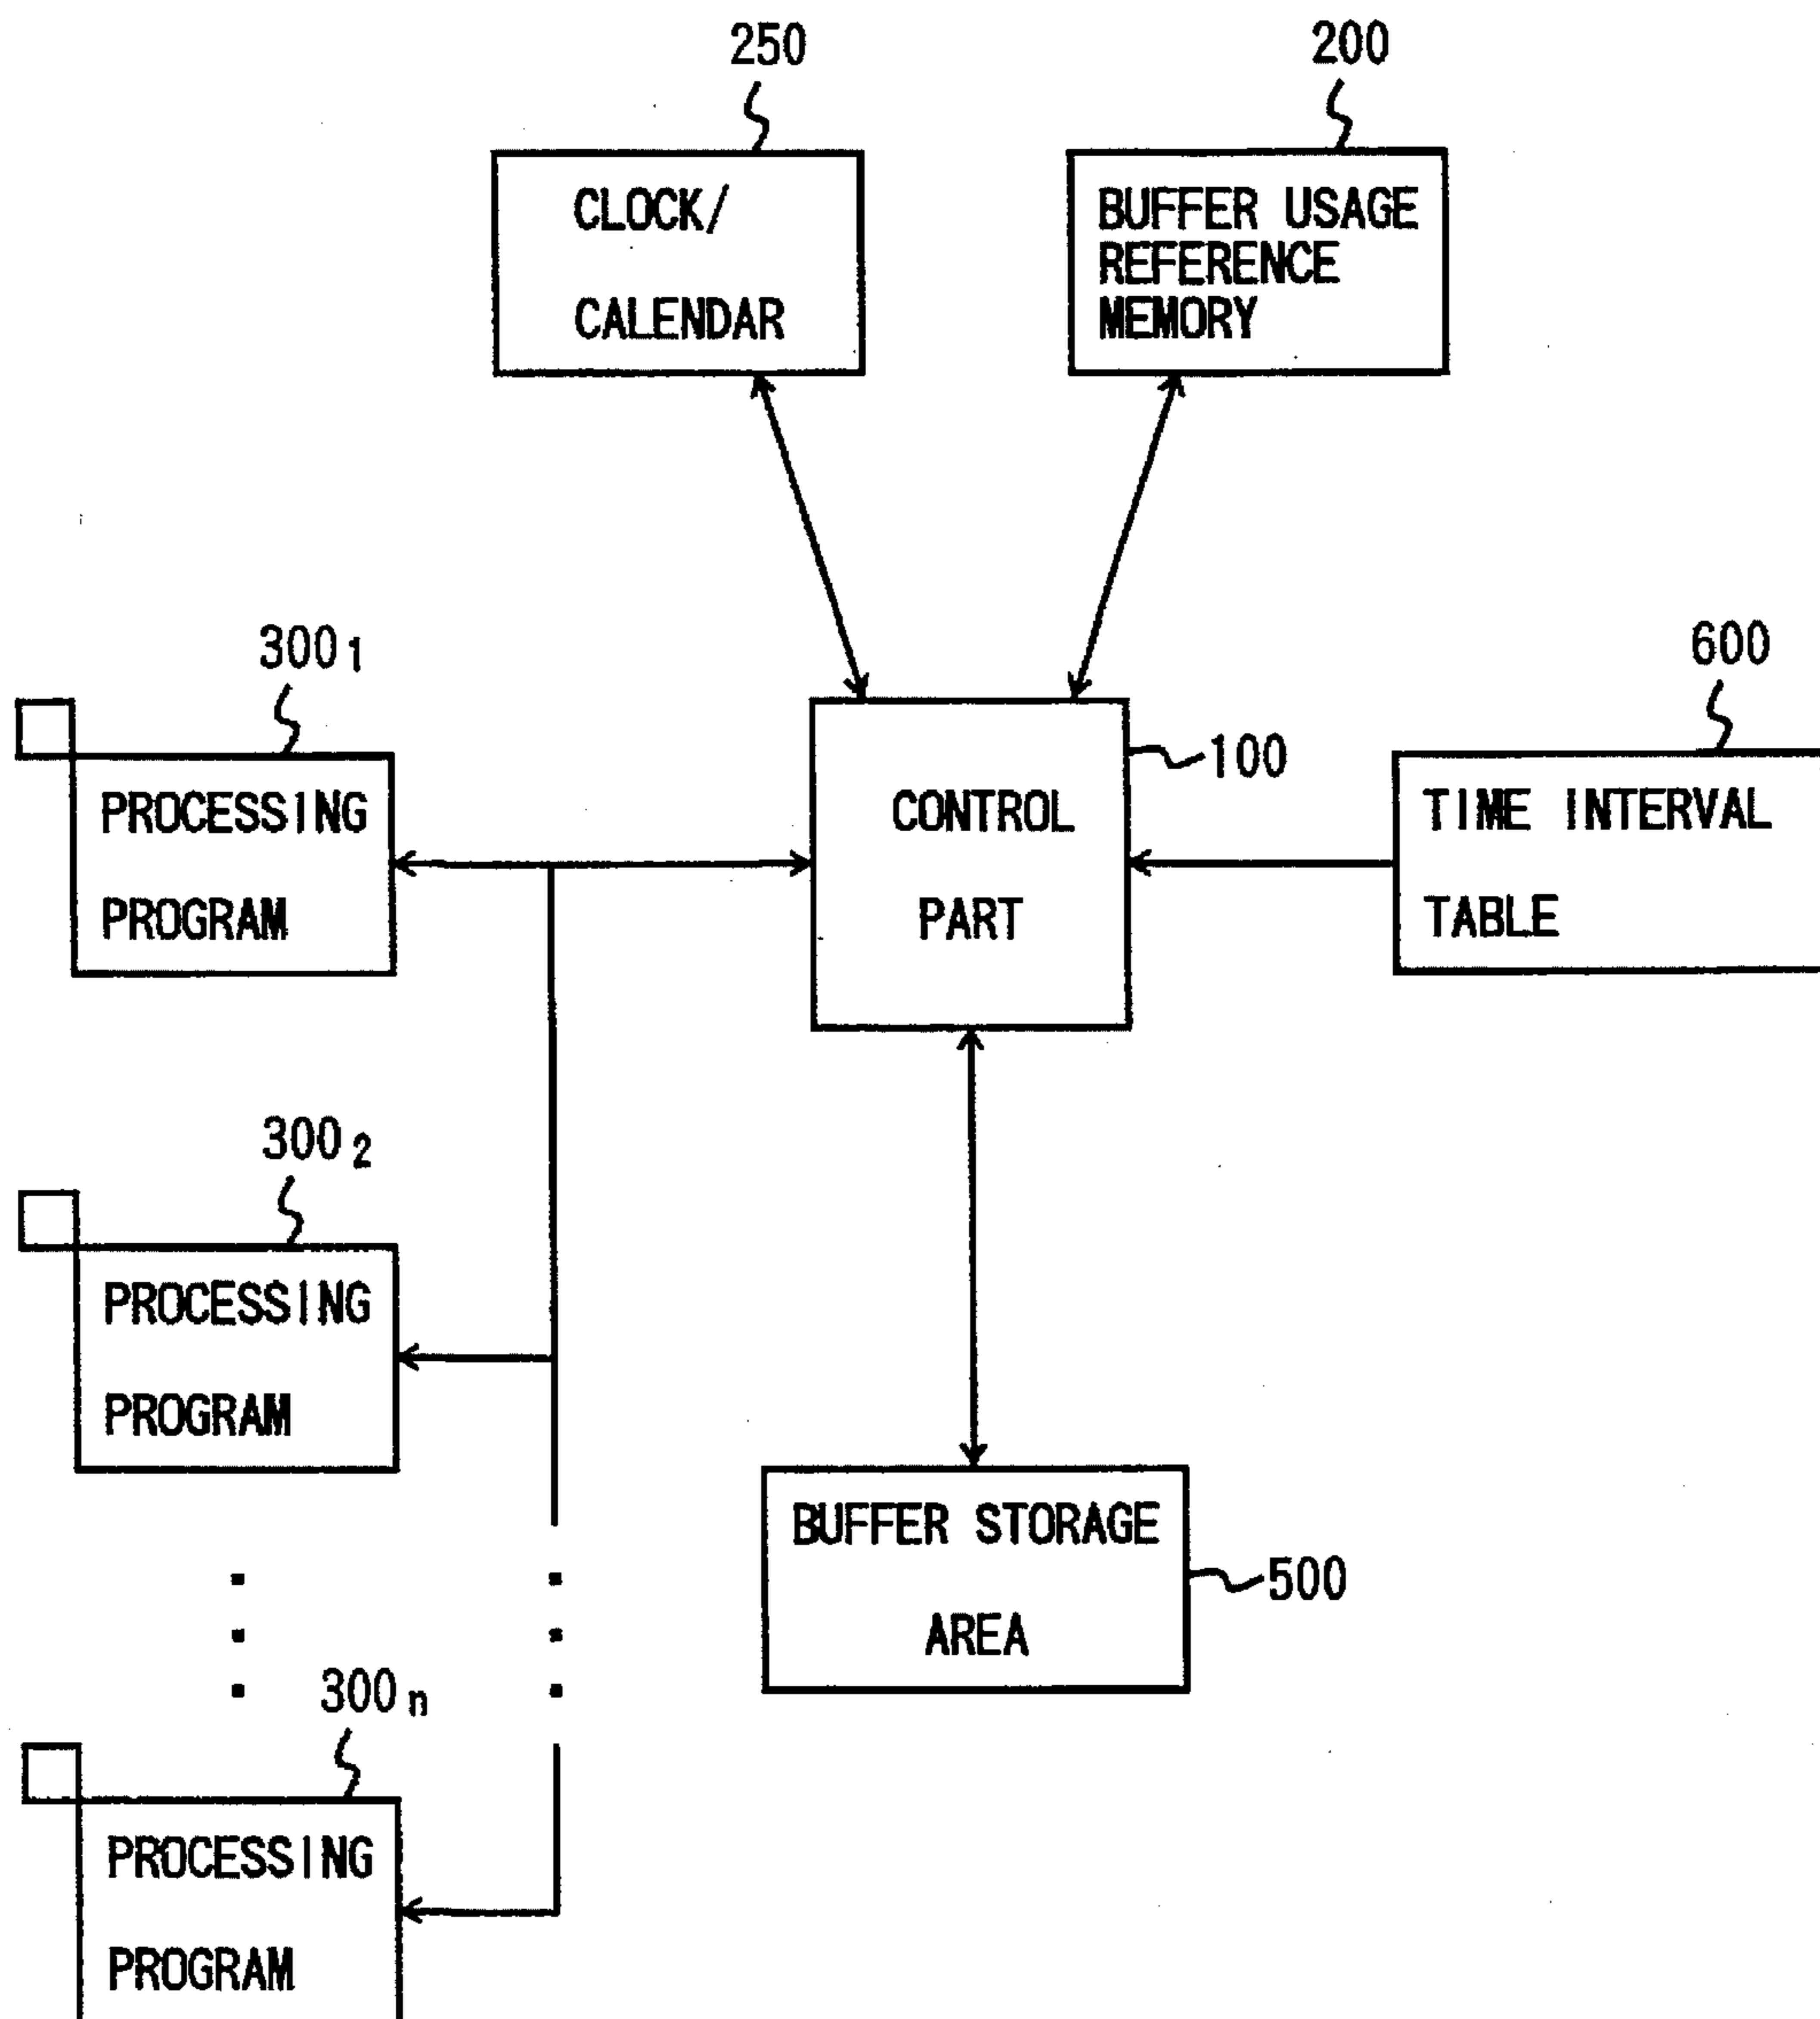 250
200
CLOCK/
CALENDAR
BUFFER USAGE
REFERENCE
MEMORY
300₁
600
100
PROCESSING
PROGRAM
CONTROL
PART
TIME INTERVAL
TABLE
300₂
PROCESSING
PROGRAM
BUFFER STORAGE
AREA
500
300ₙ
PROCESSING
PROGRAM